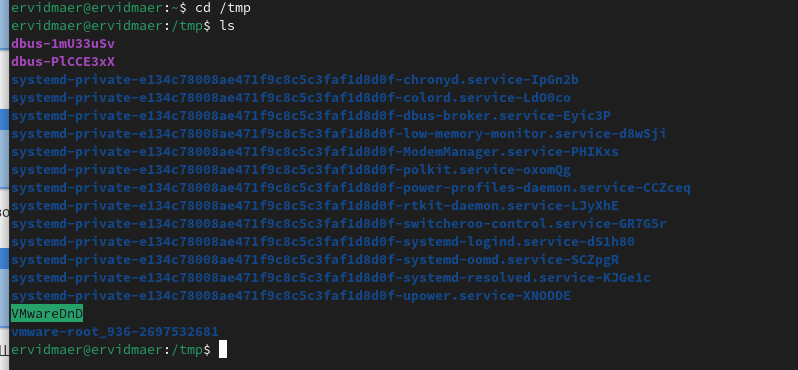 ervidmaer@ervidmaer:~$ cd /tmp
ervidmaer@ervidmaer:/tmp$ ls
dbus-1mU33uSv
dbus-PlCCE3xX
systemd-private-e134c78008ae471f9c8c5c3faf1d8d0f-chronyd.service-IpGn2b
systemd-private-e134c78008ae471f9c8c5c3faf1d8d0f-colord.service-LdO0co
systemd-private-e134c78008ae471f9c8c5c3faf1d8d0f-dbus-broker.service-Eyic3P
systemd-private-e134c78008ae471f9c8c5c3faf1d8d0f-low-memory-monitor.service-d8wSji
systemd-private-e134c78008ae471f9c8c5c3faf1d8d0f-ModemManager.service-PHIKxs
systemd-private-e134c78008ae471f9c8c5c3faf1d8d0f-polkit.service-oxomQg
systemd-private-e134c78008ae471f9c8c5c3faf1d8d0f-power-profiles-daemon.service-CCZceq
systemd-private-e134c78008ae471f9c8c5c3faf1d8d0f-rtkit-daemon.service-LJyXhE
systemd-private-e134c78008ae471f9c8c5c3faf1d8d0f-switcheroo-control.service-GR7G5r
systemd-private-e134c78008ae471f9c8c5c3faf1d8d0f-systemd-logind.service-dS1h80
systemd-private-e134c78008ae471f9c8c5c3faf1d8d0f-systemd-oomd.service-SCZpgR
systemd-private-e134c78008ae471f9c8c5c3faf1d8d0f-systemd-resolved.service-KJGe1c
systemd-private-e134c78008ae471f9c8c5c3faf1d8d0f-upower.service-XNODDE
VMwareDnD
vmware-root_936-2697532681
ervidmaer@ervidmaer:/tmp$